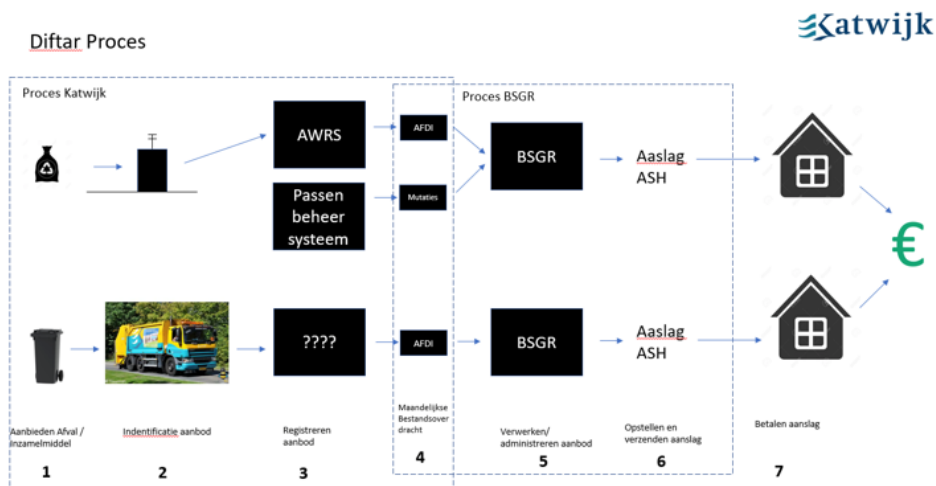 Katwijk
Diftar Proces
Proces Katwijk
Proces BSGR
AWRS
AFDI
BSGR
Aaslag
ASH
Passen
beheer
systeem
Mutaties
€
????
AFDI
BSGR
Aaslag
ASH
Aanbieden Afval /
inzamelmiddel
Indentificatie aanbod
Registreren
aanbod
Maandelijkse
Bestandsover
dracht
Verwerken/
administreren aanbod
Opstellen en
verzenden aanslag
Betalen aanslag
1
2
3
4
5
6
7